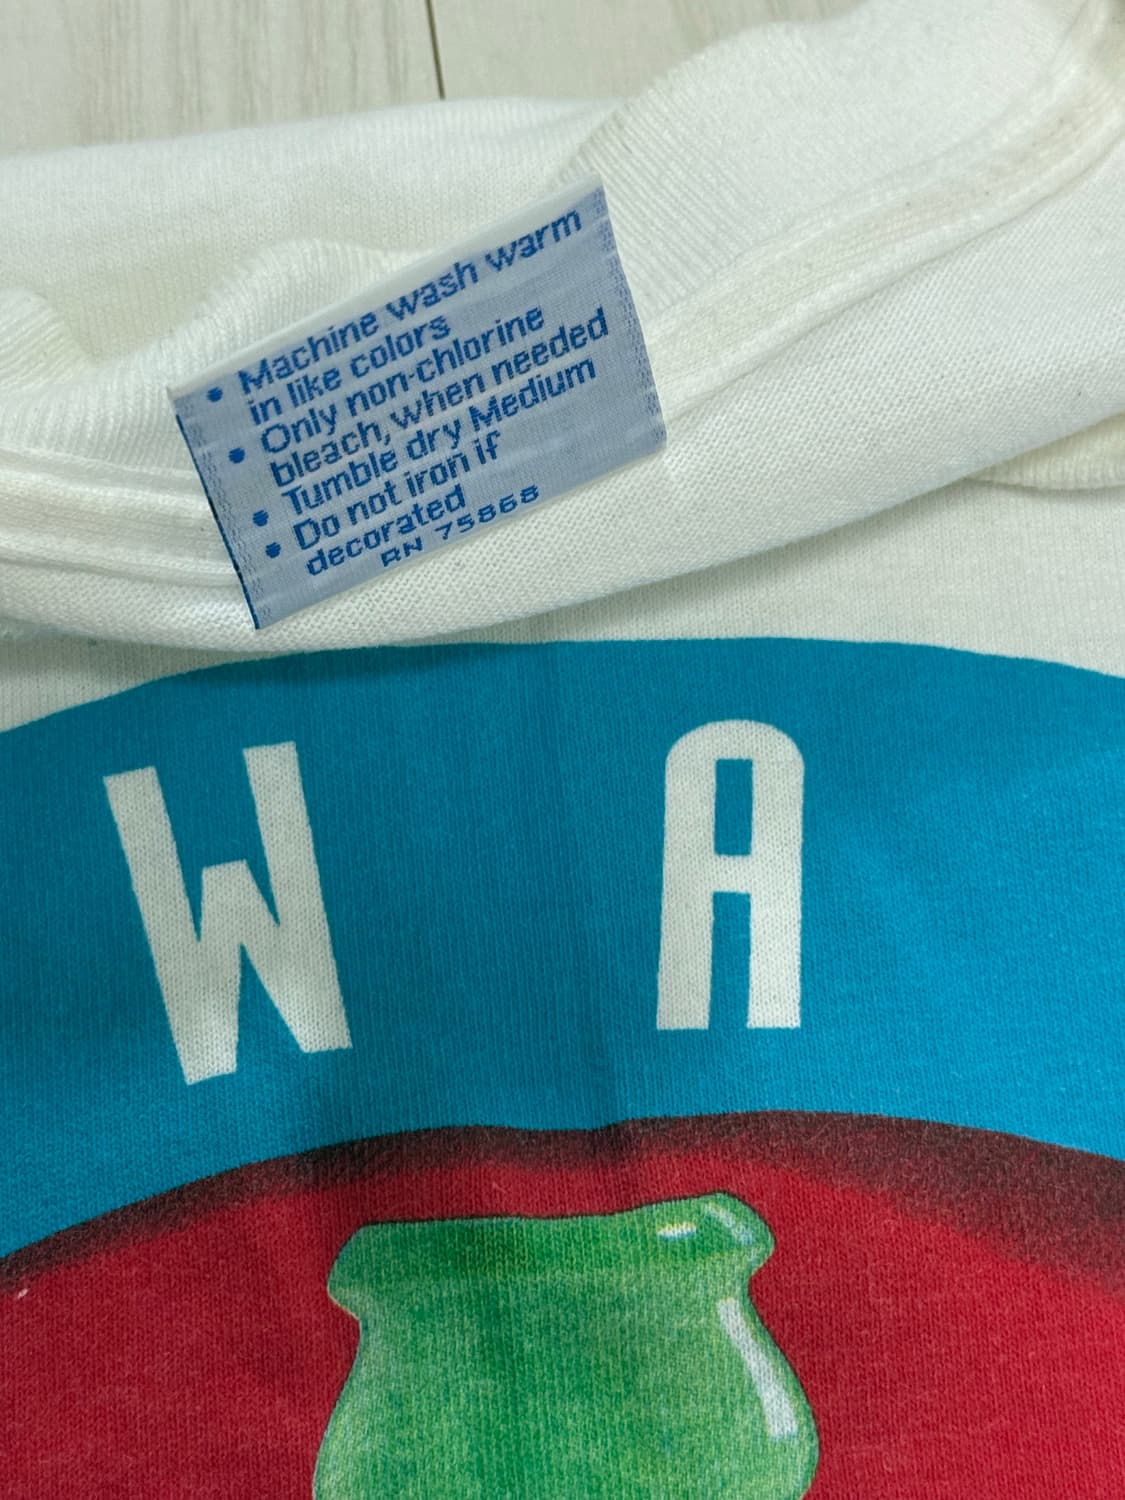 • Machine wash warm
in like colors
• Only non-chlorine
bleach, when needed
• Tumble dry Medium
• Do not iron if
decorated
RN 75868
W A